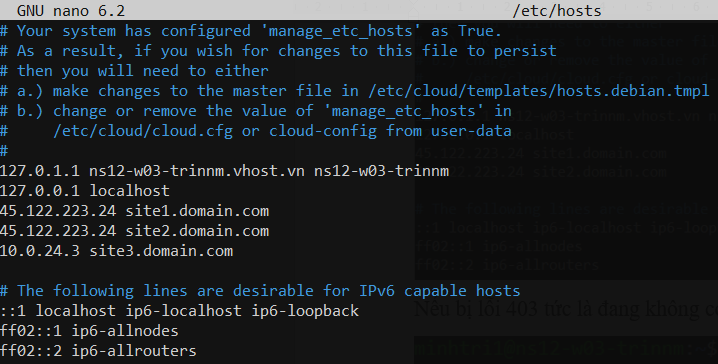 GNU nano 6.2 /etc/hosts
# Your system has configured 'manage_etc_hosts' as True.
# As a result, if you wish for changes to this file to persist
# then you will need to either
# a.) make changes to the master file in /etc/cloud/templates/hosts.debian.tmpl
# b.) change or remove the value of 'manage_etc_hosts' in
#     /etc/cloud/cloud.cfg or cloud-config from user-data
#
127.0.1.1 ns12-w03-trinnm.vhost.vn ns12-w03-trinnm
127.0.0.1 localhost
45.122.223.24 site1.domain.com
45.122.223.24 site2.domain.com
10.0.24.3 site3.domain.com
# The following lines are desirable for IPv6 capable hosts
::1 localhost ip6-localhost ip6-loopback
ff02::1 ip6-allnodes
ff02::2 ip6-allrouters
Nếu bị lỗi 403 tức là đang không c